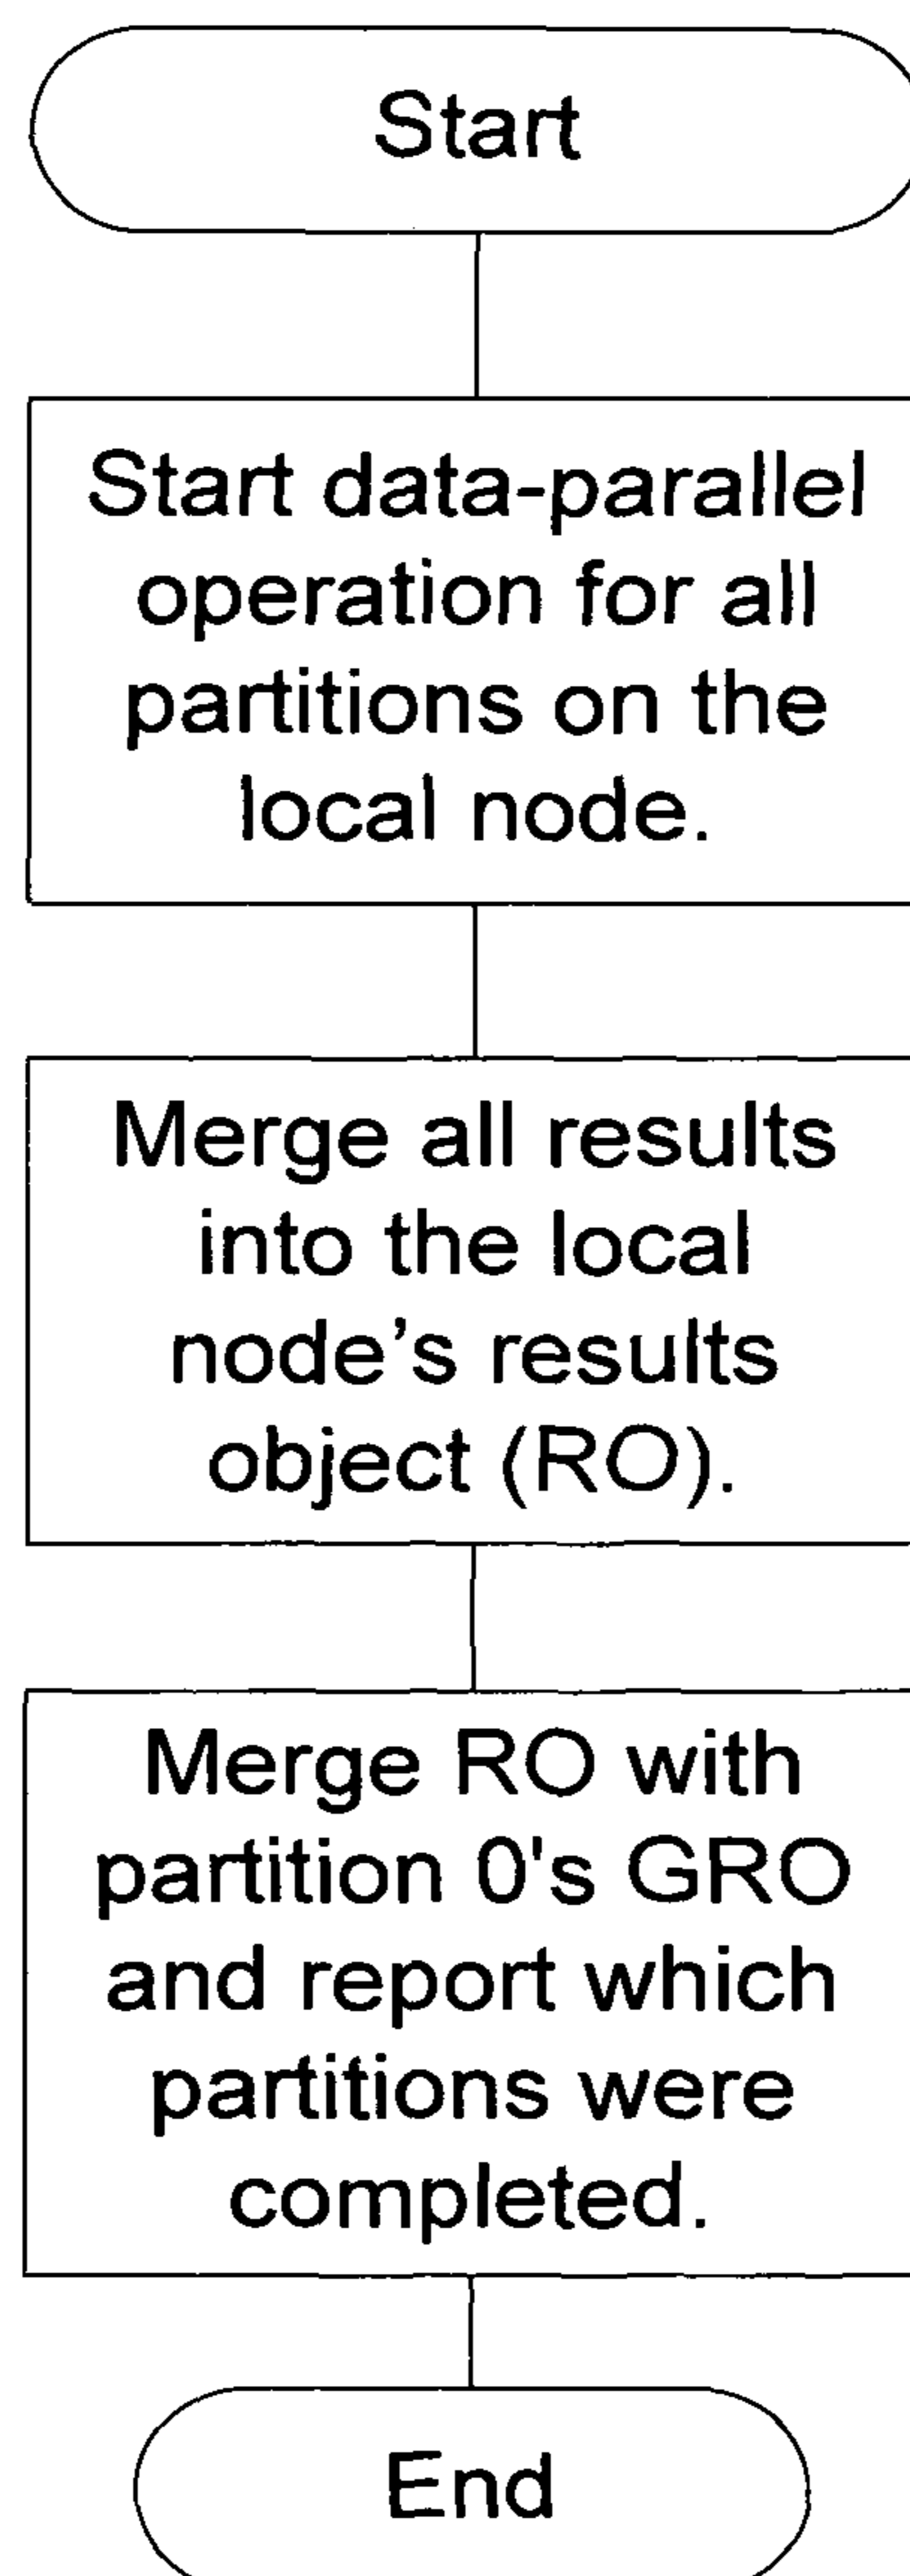 Start
Start data-parallel
operation for all
partitions on the
local node.
Merge all results
into the local
node’s results
object (RO).
Merge RO with
partition 0's GRO
and report which
partitions were
completed.
End